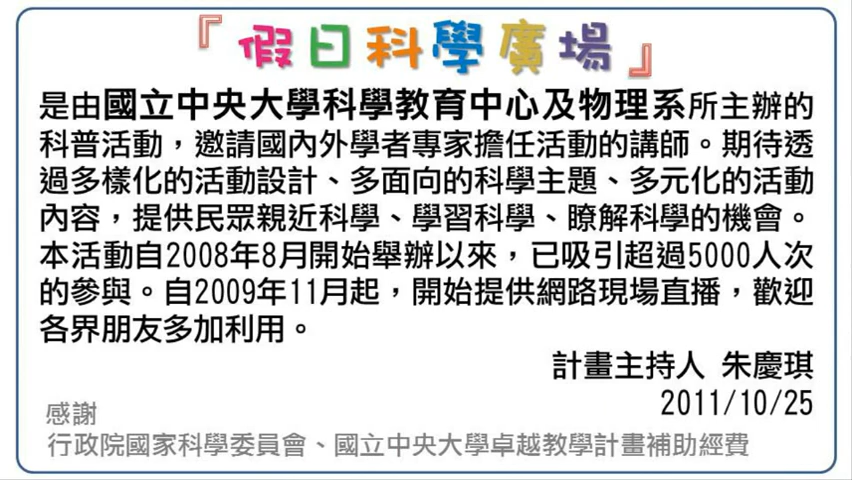 『假日科學廣場』
是由國立中央大學科學教育中心及物理系所主辦的
科普活動，邀請國內外學者專家擔任活動的講師。期待透
過多樣化的活動設計、多面向的科學主題、多元化的活動
內容，提供民眾親近科學、學習科學、瞭解科學的機會。
本活動自2008年8月開始舉辦以來，已吸引超過5000人次
的參與。自2009年11月起，開始提供網路現場直播，歡迎
各界朋友多加利用。
計畫主持人 朱慶琪
2011/10/25
感謝
行政院國家科學委員會、國立中央大學卓越教學計畫補助經費